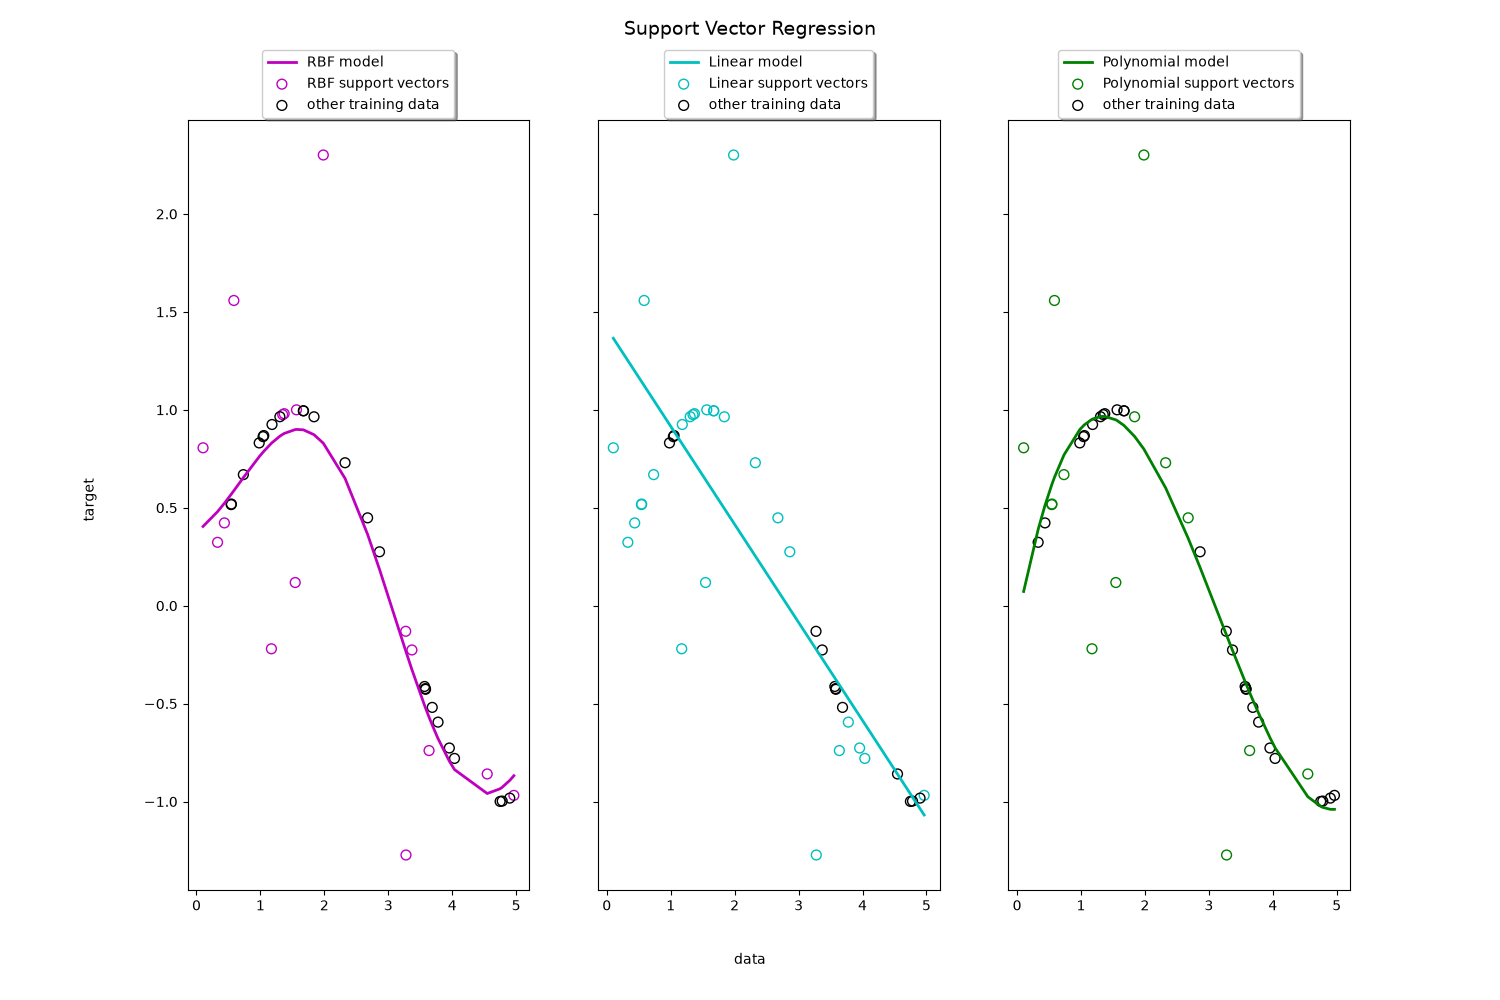 Support Vector Regression
RBF model
RBF support vectors
other training data
Linear model
Linear support vectors
other training data
Polynomial model
Polynomial support vectors
other training data
target
2.0
1.5
1.0
0.5
0.0
−0.5
−1.0
0 1 2 3 4 5
0 1 2 3 4 5
0 1 2 3 4 5
data